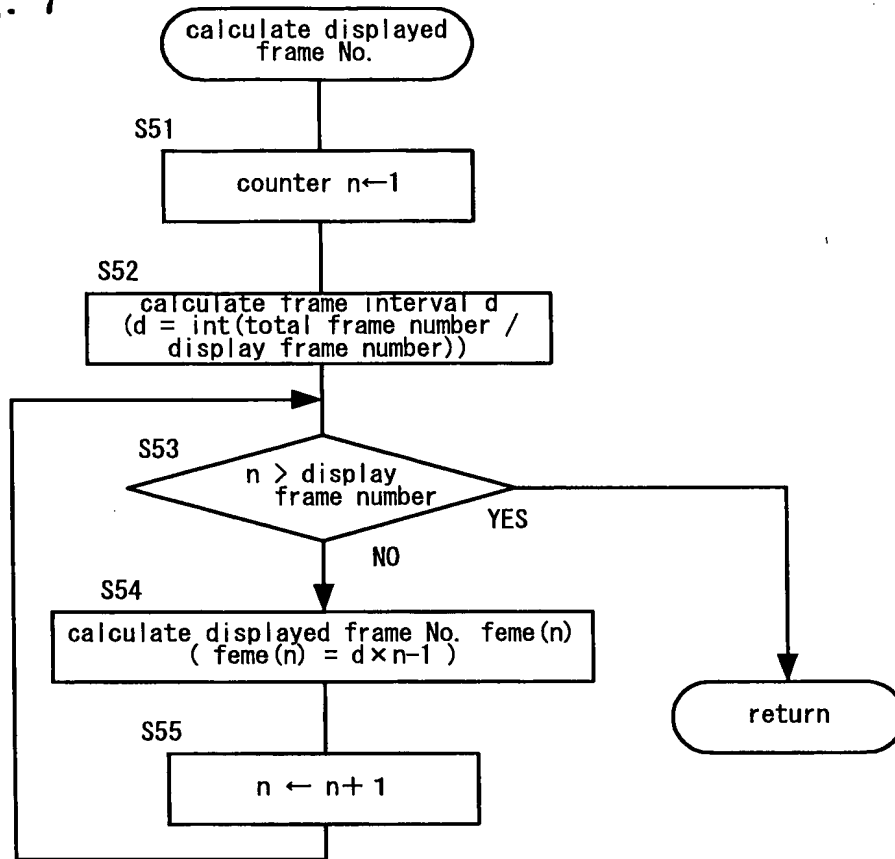 calculate displayed
frame No.
S51
counter n←1
S52
calculate frame interval d
(d = int(total frame number /
display frame number))
S53
n > display
frame number
YES
NO
S54
calculate displayed frame No. feme(n)
( feme(n) = d×n-1 )
S55
n ← n+1
return